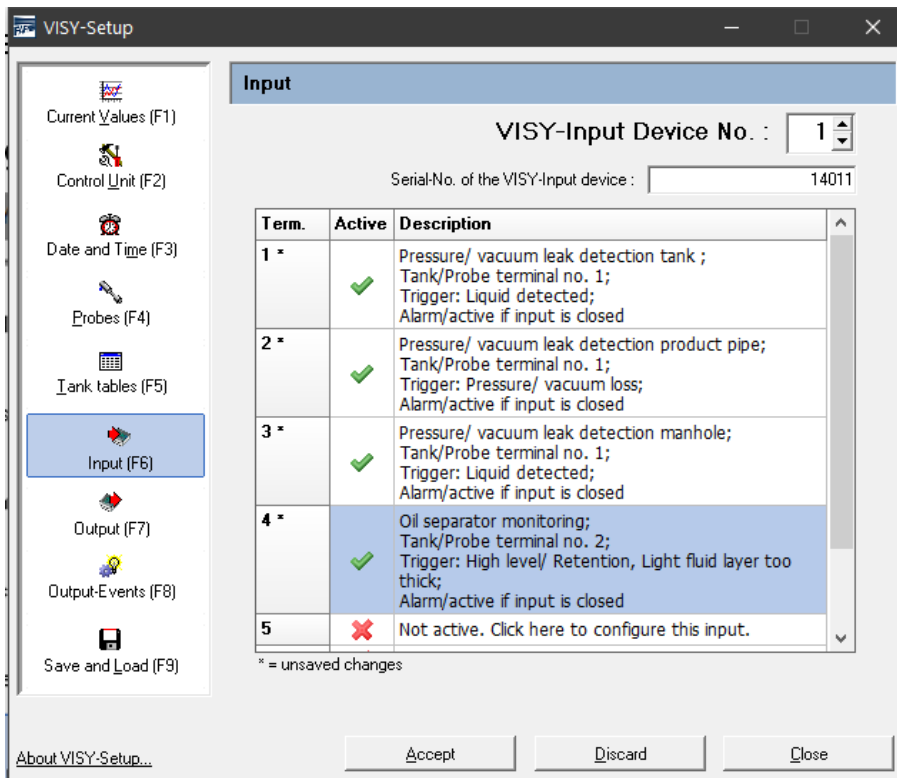 VISY-Setup
Current Values (F1)
Control Unit (F2)
Date and Time (F3)
Probes (F4)
Tank tables (F5)
Input (F6)
Output (F7)
Output-Events (F8)
Save and Load (F9)
About VISY-Setup...
Input
VISY-Input Device No. : 1
Serial-No. of the VISY-Input device : 14011
Term. Active Description
1 * Pressure/ vacuum leak detection tank ;
Tank/Probe terminal no. 1;
Trigger: Liquid detected;
Alarm/active if input is closed
2 * Pressure/ vacuum leak detection product pipe;
Tank/Probe terminal no. 1;
Trigger: Pressure/ vacuum loss;
Alarm/active if input is closed
3 * Pressure/ vacuum leak detection manhole;
Tank/Probe terminal no. 1;
Trigger: Liquid detected;
Alarm/active if input is closed
4 * Oil separator monitoring;
Tank/Probe terminal no. 2;
Trigger: High level/ Retention, Light fluid layer too
thick;
Alarm/active if input is closed
5 Not active. Click here to configure this input.
* = unsaved changes
Accept Discard Close